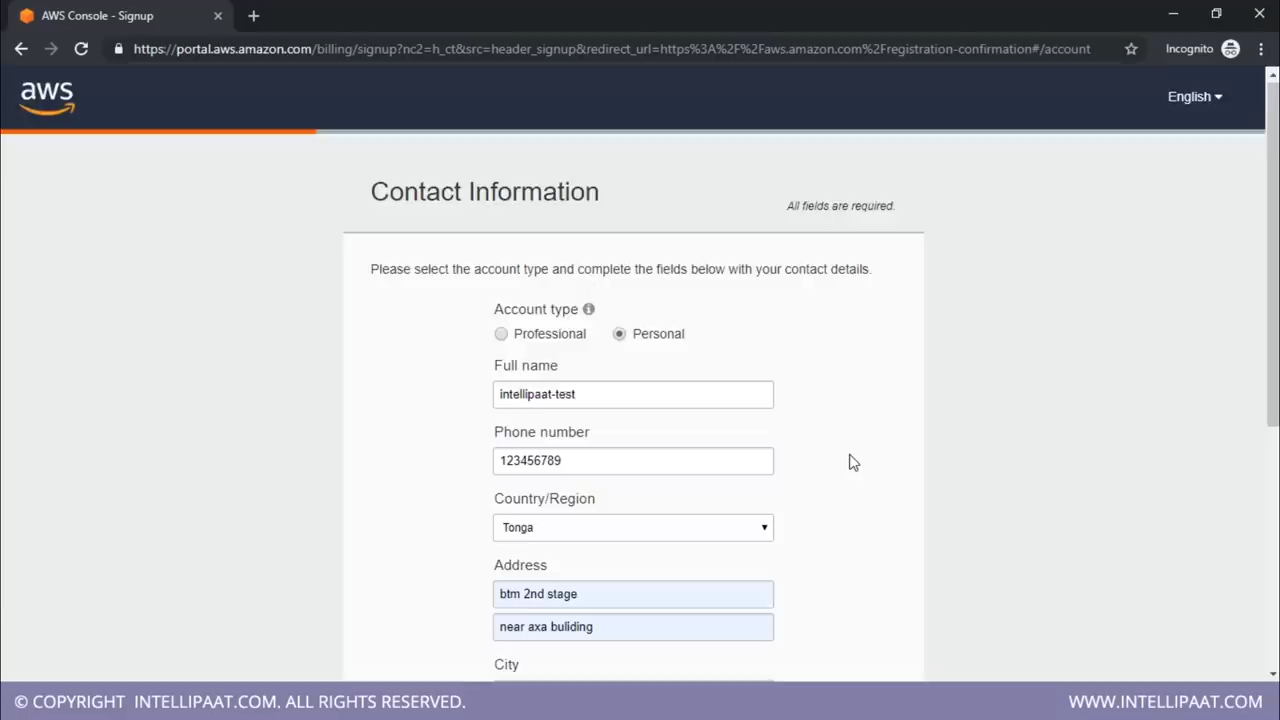 AWS Console - Signup
https://portal.aws.amazon.com/billing/signup?nc2=h_ct&src=header_signup&redirect_url=https%3A%2F%2Faws.amazon.com%2Fregistration-confirmation#/account
Incognito
aws
English
Contact Information
All fields are required.
Please select the account type and complete the fields below with your contact details.
Account type
Professional Personal
Full name
intellipaat-test
Phone number
123456789
Country/Region
Tonga
Address
btm 2nd stage
near axa buliding
City
© COPYRIGHT INTELLIPAAT.COM. ALL RIGHTS RESERVED.
WWW.INTELLIPAAT.COM